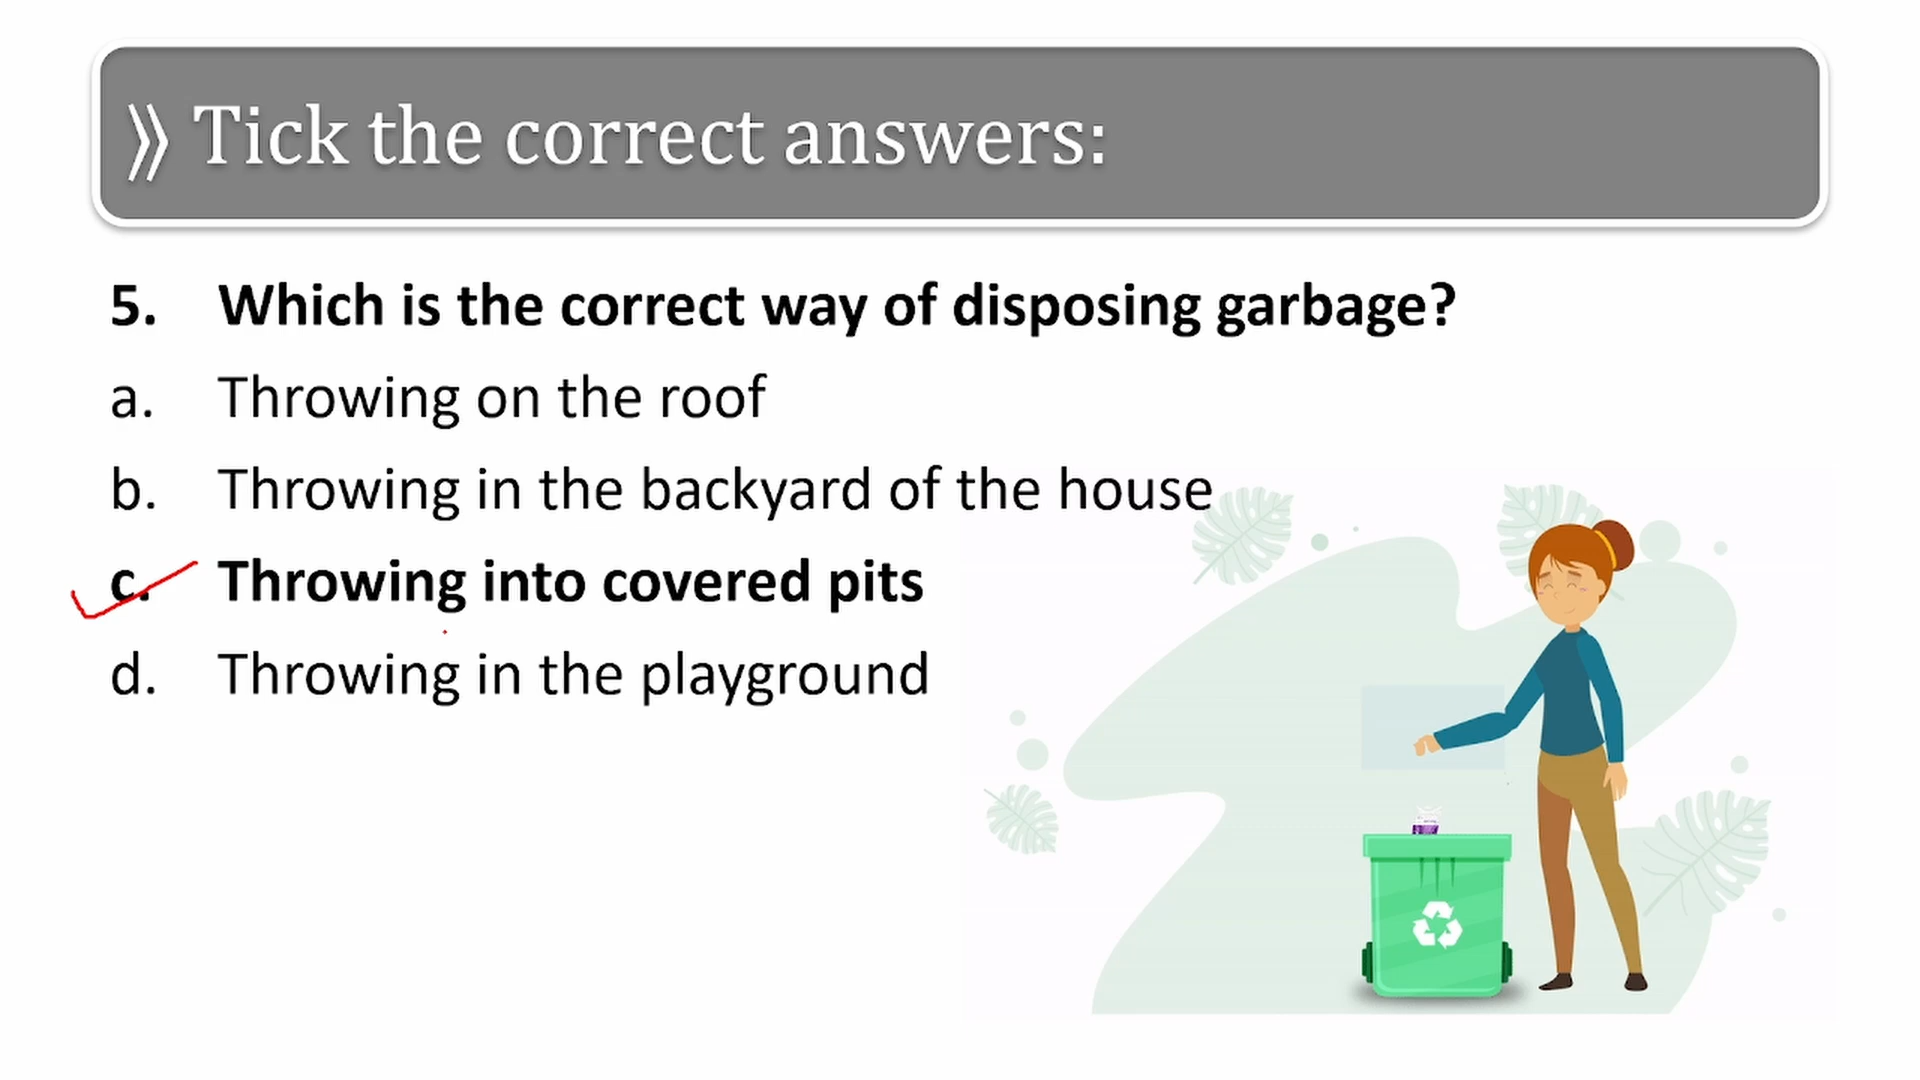 ⟫ Tick the correct answers:
5. Which is the correct way of disposing garbage?
a. Throwing on the roof
b. Throwing in the backyard of the house
c. Throwing into covered pits
d. Throwing in the playground